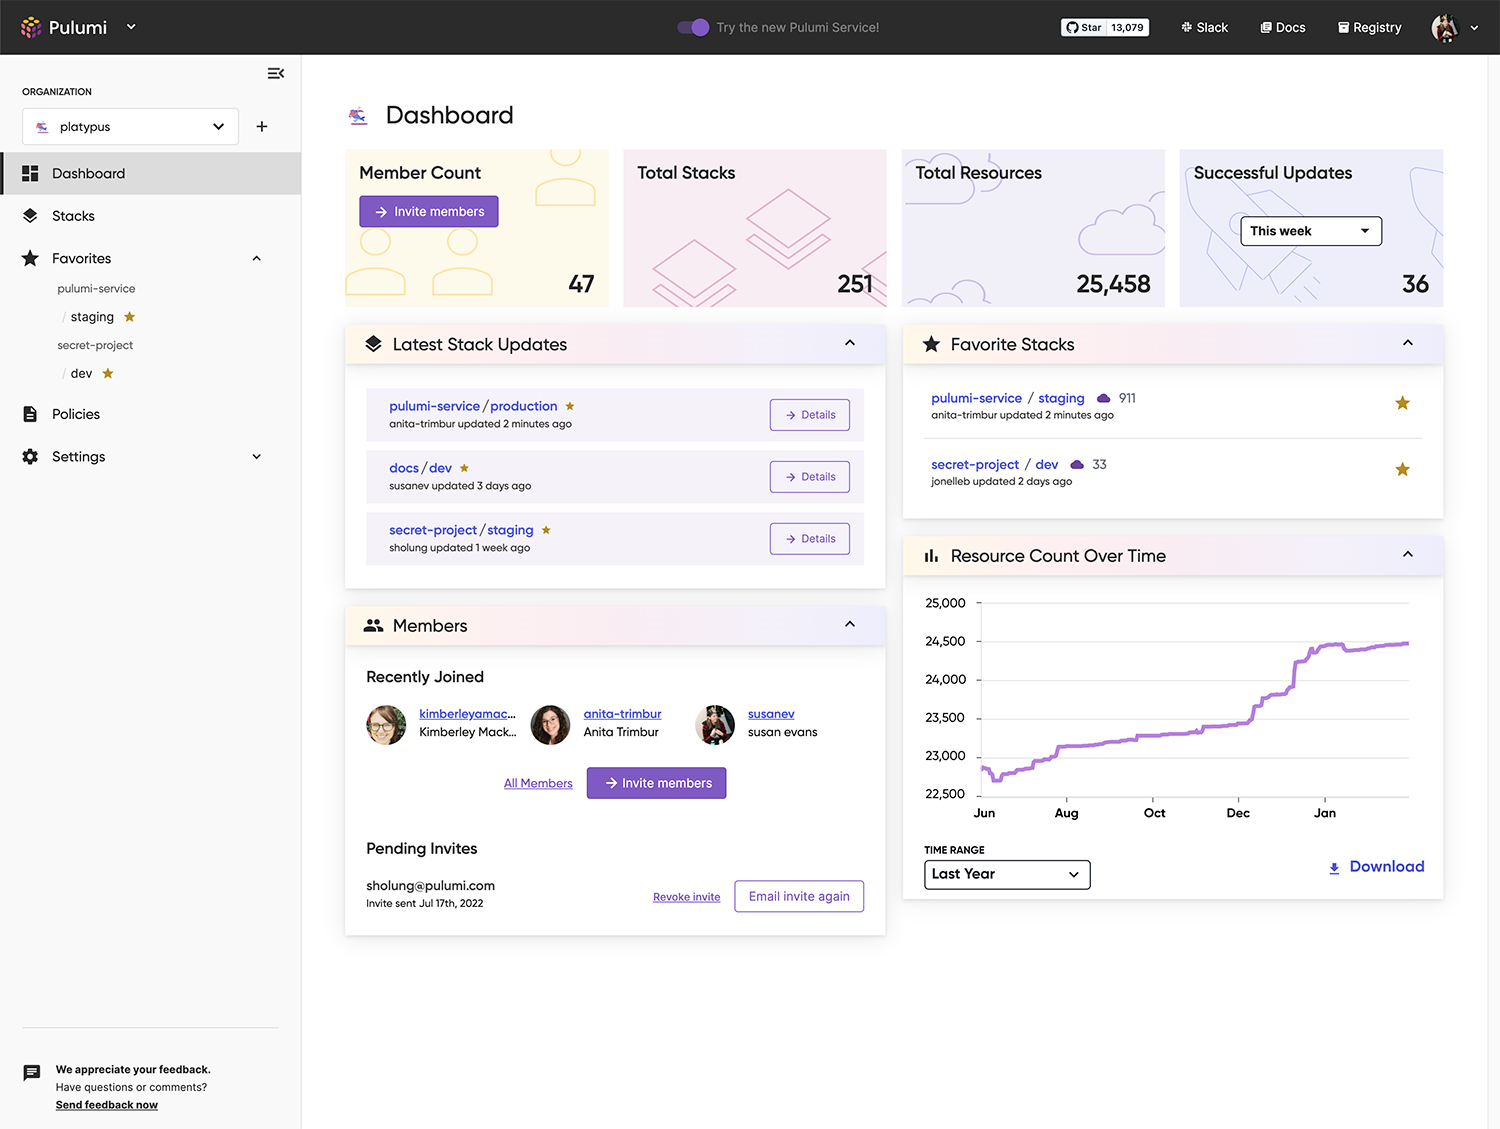 Pulumi
Try the new Pulumi Service!
Star 13,079
Slack
Docs
Registry
ORGANIZATION
platypus
Dashboard
Stacks
Favorites
pulumi-service
/ staging
secret-project
/ dev
Policies
Settings
We appreciate your feedback.
Have questions or comments?
Send feedback now
Dashboard
Member Count
Invite members
47
Total Stacks
251
Total Resources
25,458
Successful Updates
This week
36
Latest Stack Updates
pulumi-service / production
anita-trimbur updated 2 minutes ago
Details
docs / dev
susanev updated 3 days ago
Details
secret-project / staging
sholung updated 1 week ago
Details
Members
Recently Joined
kimberleyamac...
Kimberley Mack...
anita-trimbur
Anita Trimbur
susanev
susan evans
All Members
Invite members
Pending Invites
sholung@pulumi.com
Invite sent Jul 17th, 2022
Revoke invite
Email invite again
Favorite Stacks
pulumi-service / staging 911
anita-trimbur updated 2 minutes ago
secret-project / dev 33
jonelleb updated 2 days ago
Resource Count Over Time
25,000
24,500
24,000
23,500
23,000
22,500
Jun Aug Oct Dec Jan
TIME RANGE
Last Year
Download